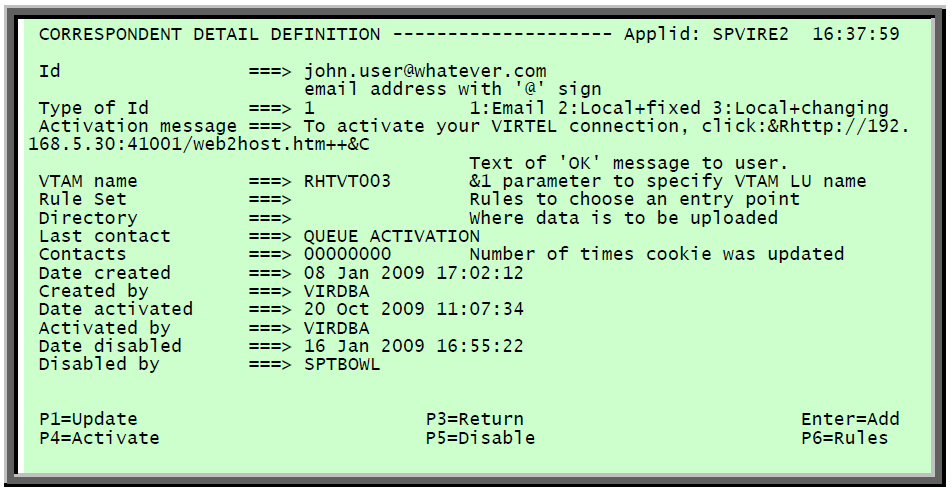 CORRESPONDENT DETAIL DEFINITION -------------------- Applid: SPVIRE2 16:37:59
Id ===> john.user@whatever.com
email address with '@' sign
Type of Id ===> 1 1:Email 2:Local+fixed 3:Local+changing
Activation message ===> To activate your VIRTEL connection, click:&Rhttp://192.
168.5.30:41001/web2host.htm++&C
Text of 'OK' message to user.
VTAM name ===> RHTVT003 &1 parameter to specify VTAM LU name
Rule Set ===> Rules to choose an entry point
Directory ===> Where data is to be uploaded
Last contact ===> QUEUE ACTIVATION
Contacts ===> 00000000 Number of times cookie was updated
Date created ===> 08 Jan 2009 17:02:12
Created by ===> VIRDBA
Date activated ===> 20 Oct 2009 11:07:34
Activated by ===> VIRDBA
Date disabled ===> 16 Jan 2009 16:55:22
Disabled by ===> SPTBOWL
P1=Update P3=Return Enter=Add
P4=Activate P5=Disable P6=Rules